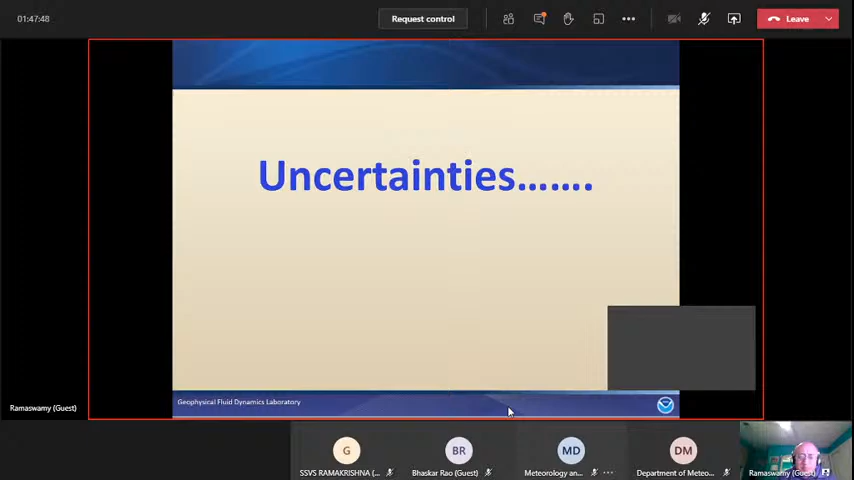 01:47:48
Request control
Leave
Uncertainties.......
Geophysical Fluid Dynamics Laboratory
Ramaswamy (Guest)
G
BR
MD
DM
SSVS RAMAKRISHNA (...
Bhaskar Rao (Guest)
Meteorology an...
Department of Meteo...
Ramaswamy (Guest)